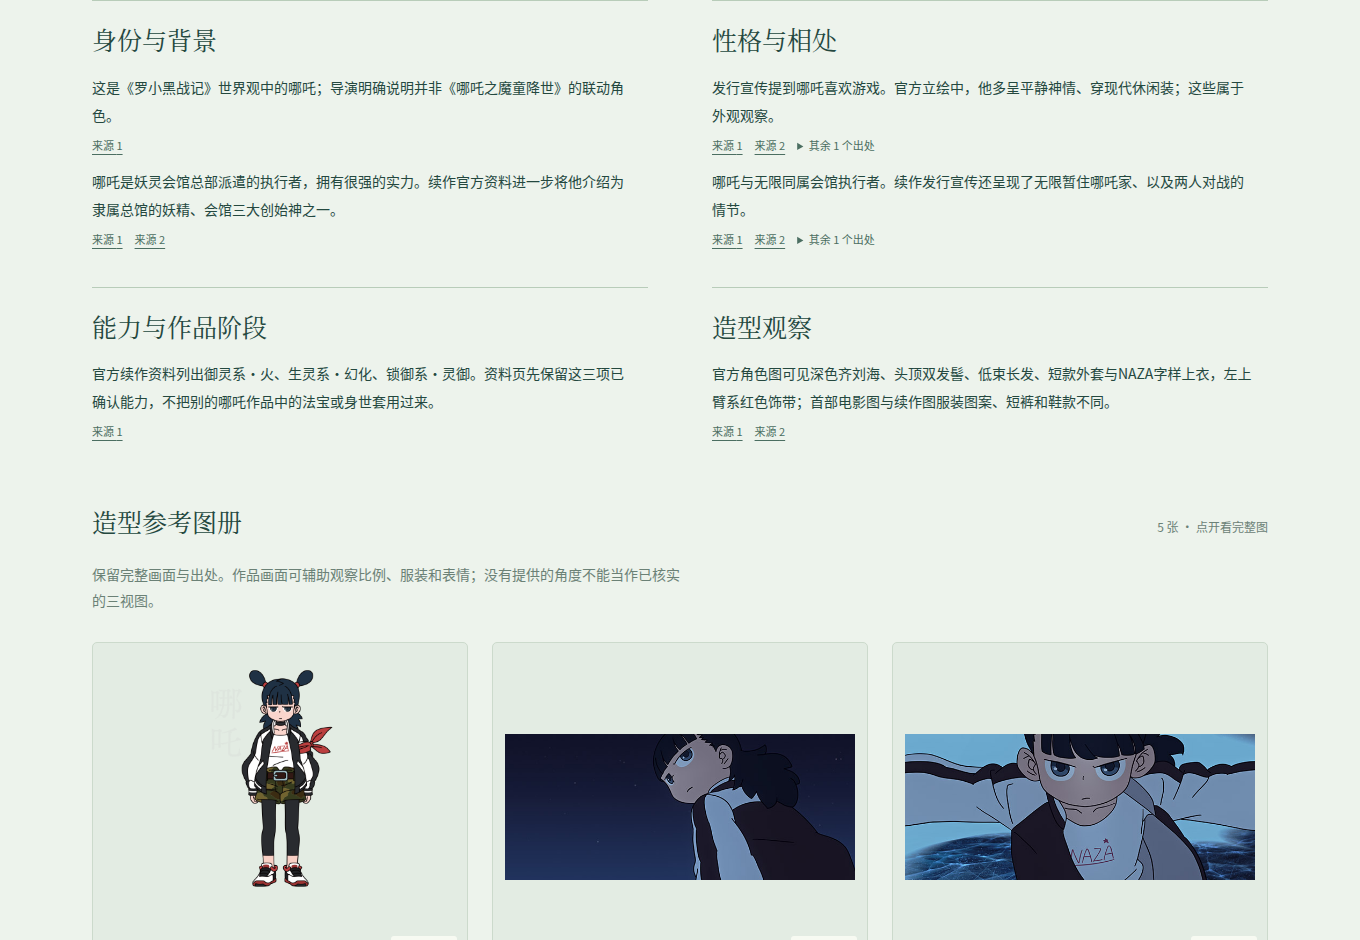 身份与背景
这是《罗小黑战记》世界观中的哪吒；导演明确说明并非《哪吒之魔童降世》的联动角
色。
来源 1
哪吒是妖灵会馆总部派遣的执行者，拥有很强的实力。续作官方资料进一步将他介绍为
隶属总馆的妖精、会馆三大创始神之一。
来源 1 来源 2
性格与相处
发行宣传提到哪吒喜欢游戏。官方立绘中，他多呈平静神情、穿现代休闲装；这些属于
外观观察。
来源 1 来源 2 ▶ 其余 1 个出处
哪吒与无限同属会馆执行者。续作发行宣传还呈现了无限暂住哪吒家、以及两人对战的
情节。
来源 1 来源 2 ▶ 其余 1 个出处
能力与作品阶段
官方续作资料列出御灵系・火、生灵系・幻化、锁御系・灵御。资料页先保留这三项已
确认能力，不把别的哪吒作品中的法宝或身世套用过来。
来源 1
造型观察
官方角色图可见深色齐刘海、头顶双发髻、低束长发、短款外套与NAZA字样上衣，左上
臂系红色饰带；首部电影图与续作图服装图案、短裤和鞋款不同。
来源 1 来源 2
造型参考图册
5 张 ・ 点开看完整图
保留完整画面与出处。作品画面可辅助观察比例、服装和表情；没有提供的角度不能当作已核实
的三视图。
哪
吒
NAZA
NAZA